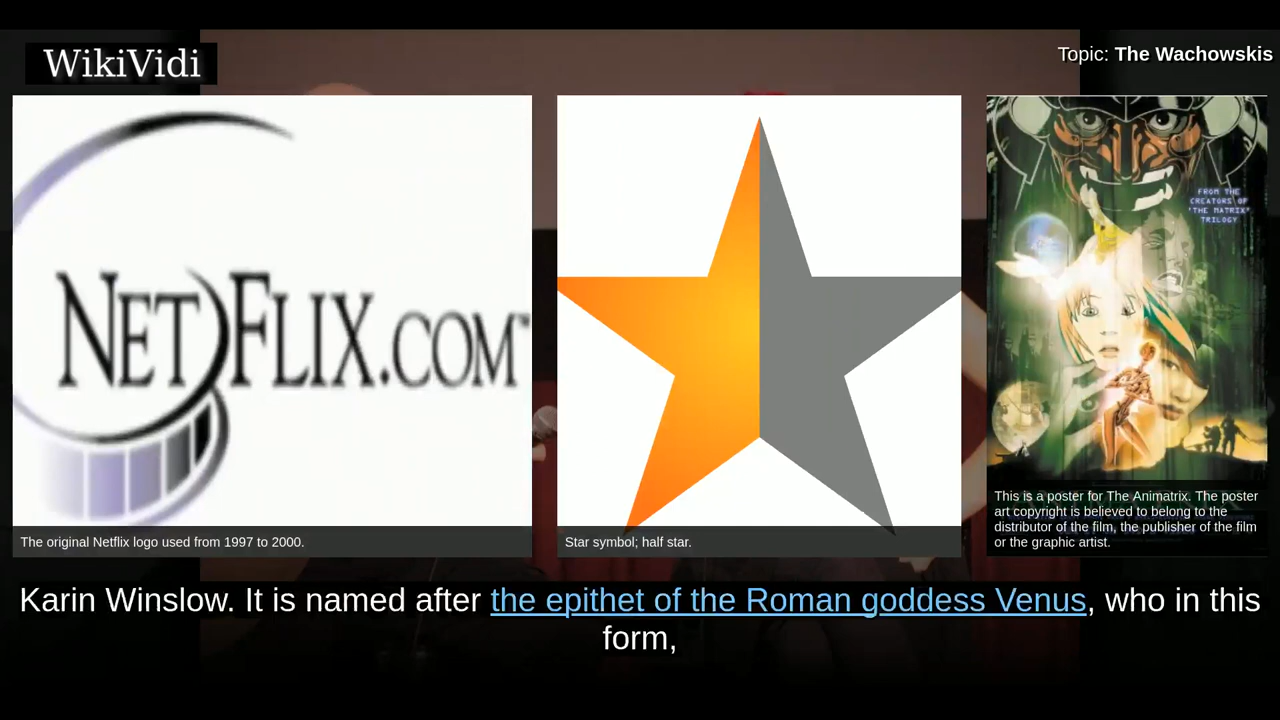 WikiVidi
Topic: The Wachowskis
NETFLIX.COM
FROM THE
CREATORS OF
"THE MATRIX"
TRILOGY
The original Netflix logo used from 1997 to 2000.
Star symbol; half star.
This is a poster for The Animatrix. The poster
art copyright is believed to belong to the
distributor of the film, the publisher of the film
or the graphic artist.
Karin Winslow. It is named after the epithet of the Roman goddess Venus, who in this
form,